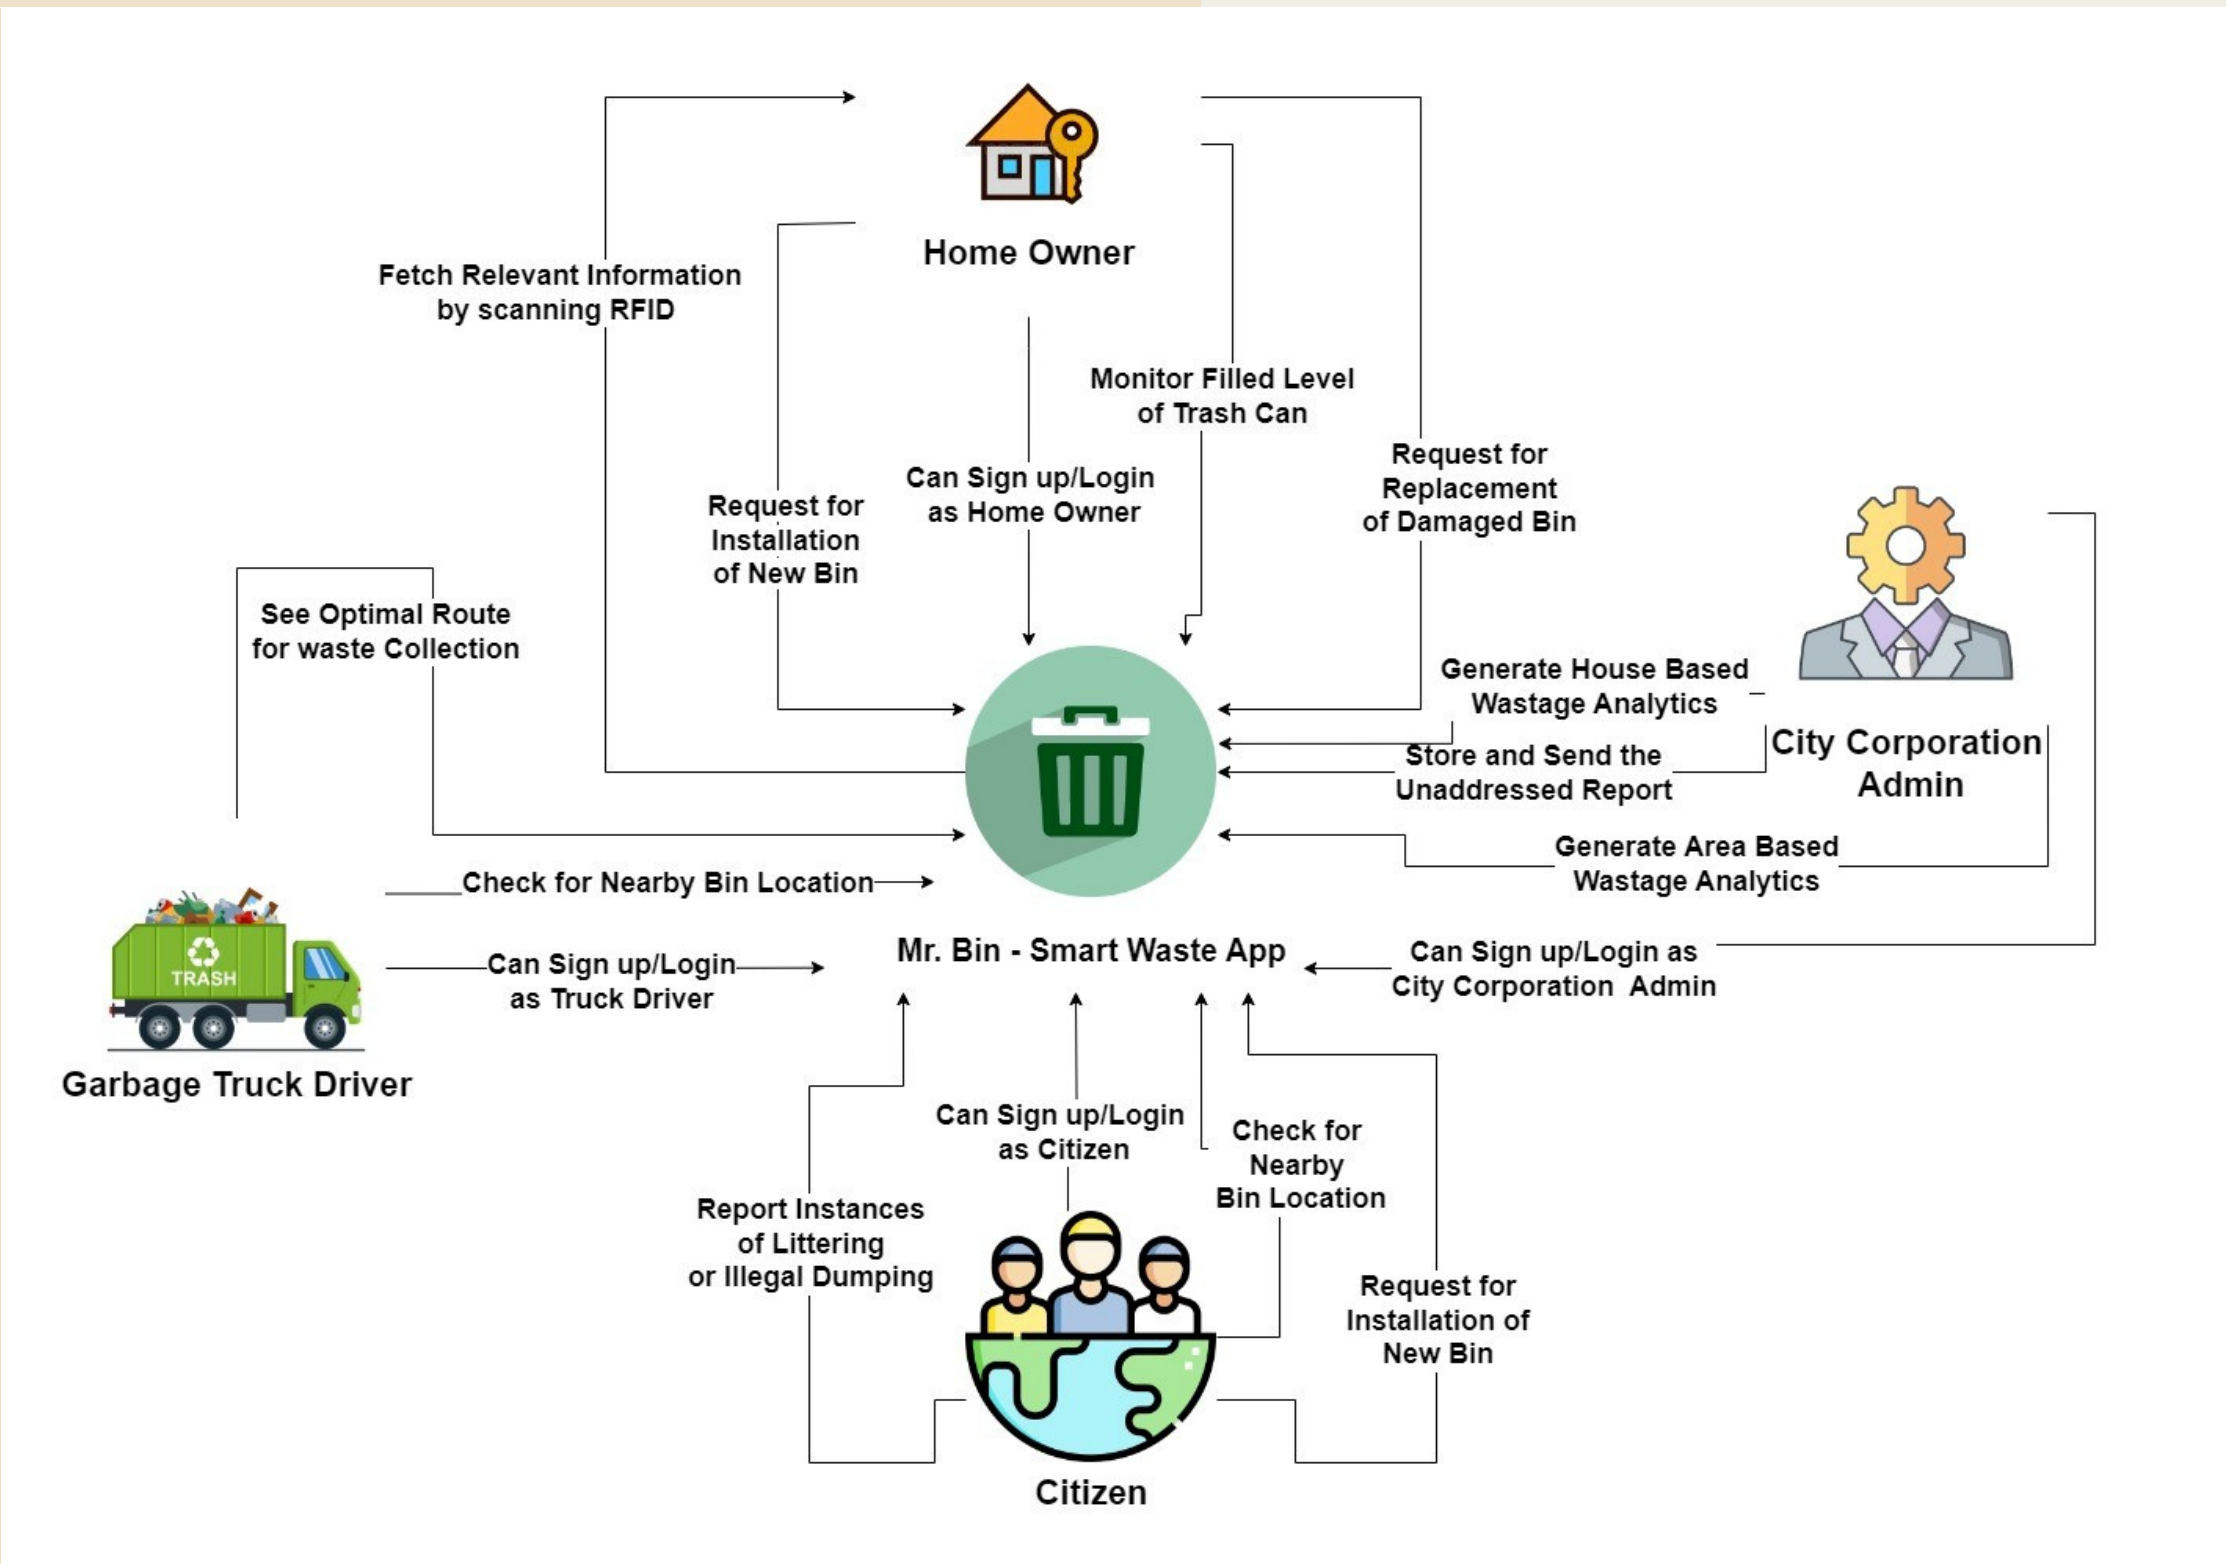 Home Owner
Fetch Relevant Information
by scanning RFID
Monitor Filled Level
of Trash Can
Can Sign up/Login
as Home Owner
Request for
Installation
of New Bin
Request for
Replacement
of Damaged Bin
See Optimal Route
for waste Collection
Generate House Based
Wastage Analytics
Store and Send the
Unaddressed Report
City Corporation
Admin
Generate Area Based
Wastage Analytics
Check for Nearby Bin Location
Can Sign up/Login
as Truck Driver
TRASH
Garbage Truck Driver
Mr. Bin - Smart Waste App
Can Sign up/Login as
City Corporation  Admin
Can Sign up/Login
as Citizen
Check for
Nearby
Bin Location
Report Instances
of Littering
or Illegal Dumping
Request for
Installation of
New Bin
Citizen